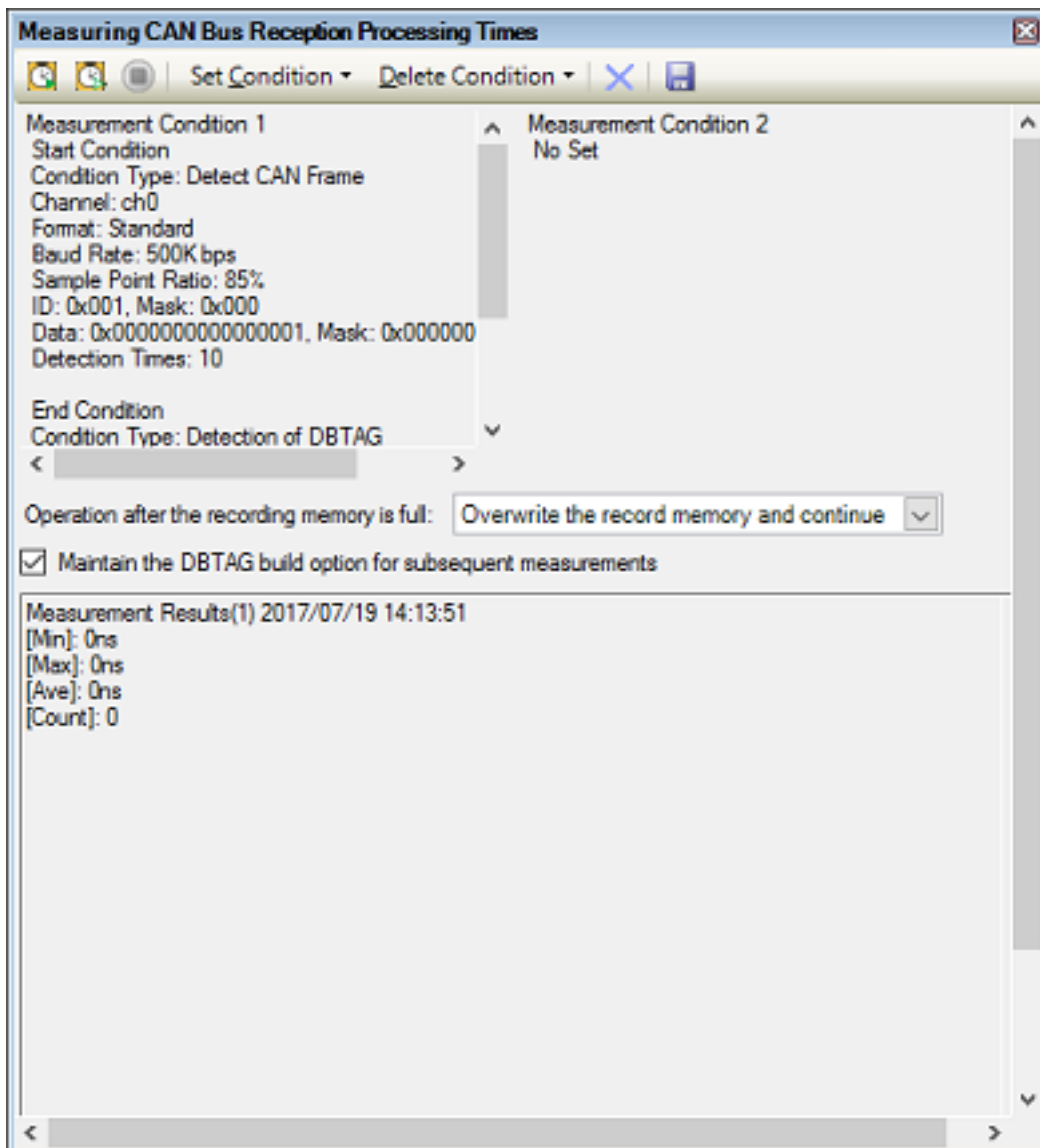 Measuring CAN Bus Reception Processing Times
Set Condition Delete Condition
Measurement Condition 1
Start Condition
Condition Type: Detect CAN Frame
Channel: ch0
Format: Standard
Baud Rate: 500Kbps
Sample Point Ratio: 85%
ID: 0x001, Mask: 0x000
Data: 0x0000000000000001, Mask: 0x000000
Detection Times: 10
End Condition
Condition Type: Detection of DBTAG
Measurement Condition 2
No Set
Operation after the recording memory is full: Overwrite the record memory and continue
Maintain the DBTAG build option for subsequent measurements
Measurement Results(1) 2017/07/19 14:13:51
[Min]: 0ns
[Max]: 0ns
[Ave]: 0ns
[Count]: 0